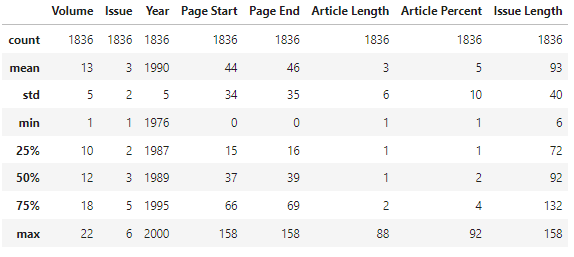 Volume Issue Year Page Start Page End Article Length Article Percent Issue Length
count 1836 1836 1836 1836 1836 1836 1836 1836
mean 13 3 1990 44 46 3 5 93
std 5 2 5 34 35 6 10 40
min 1 1 1976 0 0 1 1 6
25% 10 2 1987 15 16 1 1 72
50% 12 3 1989 37 39 1 2 92
75% 18 5 1995 66 69 2 4 132
max 22 6 2000 158 158 88 92 158